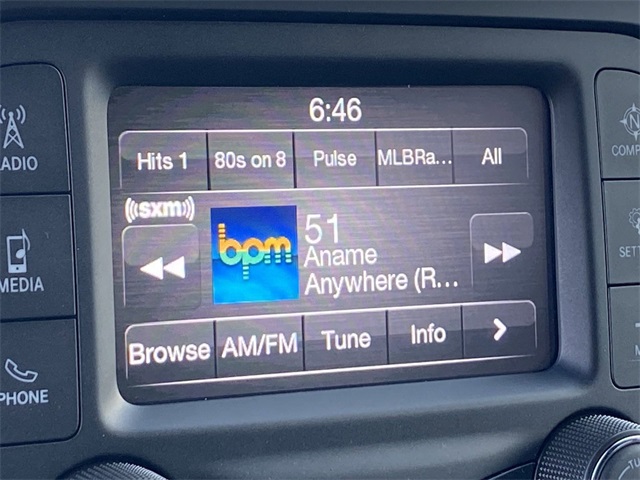 6:46
Hits 1 80s on 8 Pulse MLBRa... All
((sxm))
bpm
51
Aname
Anywhere (R...
Browse AM/FM Tune Info >
RADIO
MEDIA
PHONE
COMP
SETT
M
TU